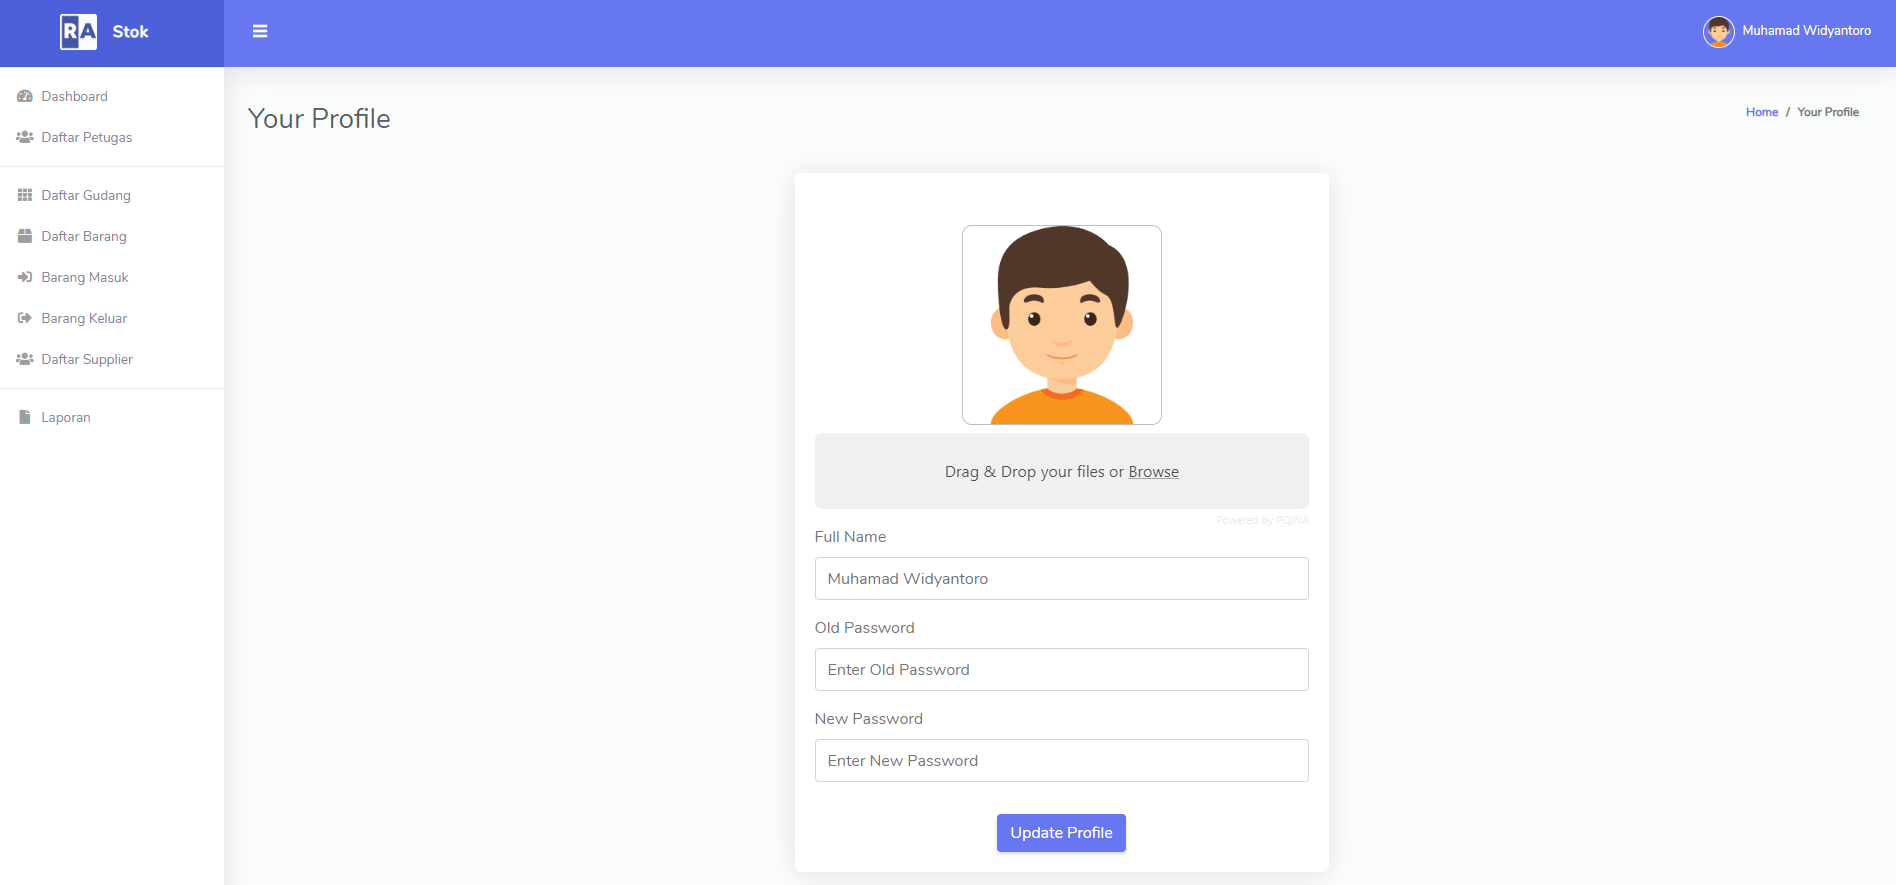 RA Stok
Muhamad Widyantoro
Dashboard
Daftar Petugas
Daftar Gudang
Daftar Barang
Barang Masuk
Barang Keluar
Daftar Supplier
Laporan
Your Profile
Home / Your Profile
Drag & Drop your files or Browse
Powered by PQINA
Full Name
Muhamad Widyantoro
Old Password
Enter Old Password
New Password
Enter New Password
Update Profile